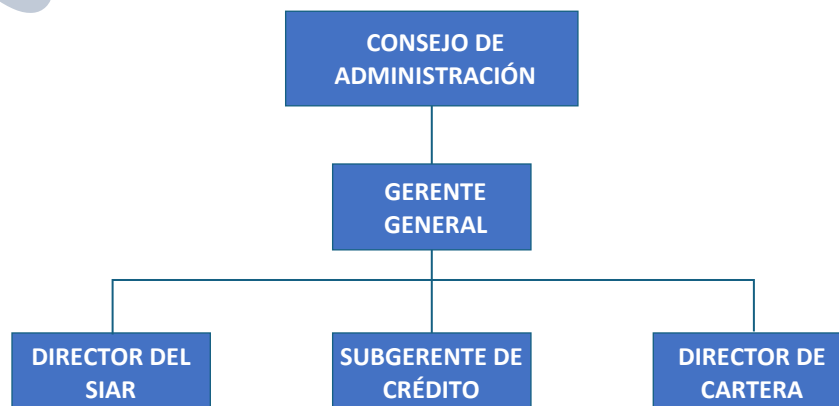 CONSEJO DE
ADMINISTRACIÓN
GERENTE
GENERAL
DIRECTOR DEL
SIAR
SUBGERENTE DE
CRÉDITO
DIRECTOR DE
CARTERA